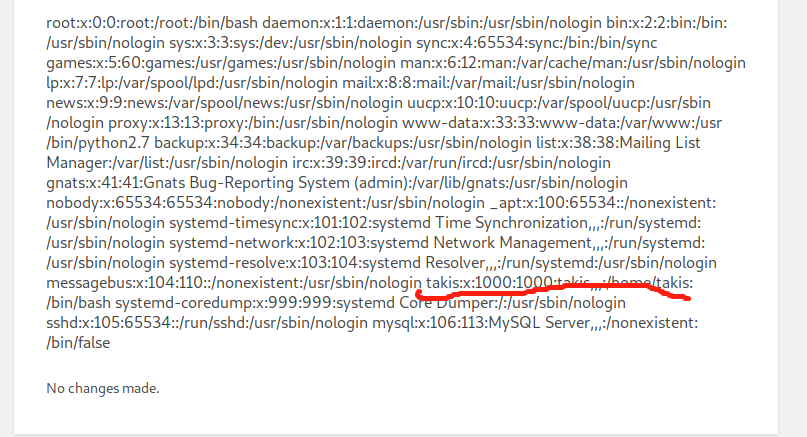 root:x:0:0:root:/root:/bin/bash daemon:x:1:1:daemon:/usr/sbin:/usr/sbin/nologin bin:x:2:2:bin:/bin:
/usr/sbin/nologin sys:x:3:3:sys:/dev:/usr/sbin/nologin sync:x:4:65534:sync:/bin:/bin/sync
games:x:5:60:games:/usr/games:/usr/sbin/nologin man:x:6:12:man:/var/cache/man:/usr/sbin/nologin
lp:x:7:7:lp:/var/spool/lpd:/usr/sbin/nologin mail:x:8:8:mail:/var/mail:/usr/sbin/nologin
news:x:9:9:news:/var/spool/news:/usr/sbin/nologin uucp:x:10:10:uucp:/var/spool/uucp:/usr/sbin
/nologin proxy:x:13:13:proxy:/bin:/usr/sbin/nologin www-data:x:33:33:www-data:/var/www:/usr
/bin/python2.7 backup:x:34:34:backup:/var/backups:/usr/sbin/nologin list:x:38:38:Mailing List
Manager:/var/list:/usr/sbin/nologin irc:x:39:39:ircd:/var/run/ircd:/usr/sbin/nologin
gnats:x:41:41:Gnats Bug-Reporting System (admin):/var/lib/gnats:/usr/sbin/nologin
nobody:x:65534:65534:nobody:/nonexistent:/usr/sbin/nologin _apt:x:100:65534::/nonexistent:
/usr/sbin/nologin systemd-timesync:x:101:102:systemd Time Synchronization,,,:/run/systemd:
/usr/sbin/nologin systemd-network:x:102:103:systemd Network Management,,,:/run/systemd:
/usr/sbin/nologin systemd-resolve:x:103:104:systemd Resolver,,,:/run/systemd:/usr/sbin/nologin
messagebus:x:104:110::/nonexistent:/usr/sbin/nologin takis:x:1000:1000:takis,,,:/home/takis:
/bin/bash systemd-coredump:x:999:999:systemd Core Dumper:/:/usr/sbin/nologin
sshd:x:105:65534::/run/sshd:/usr/sbin/nologin mysql:x:106:113:MySQL Server,,,:/nonexistent:
/bin/false
No changes made.